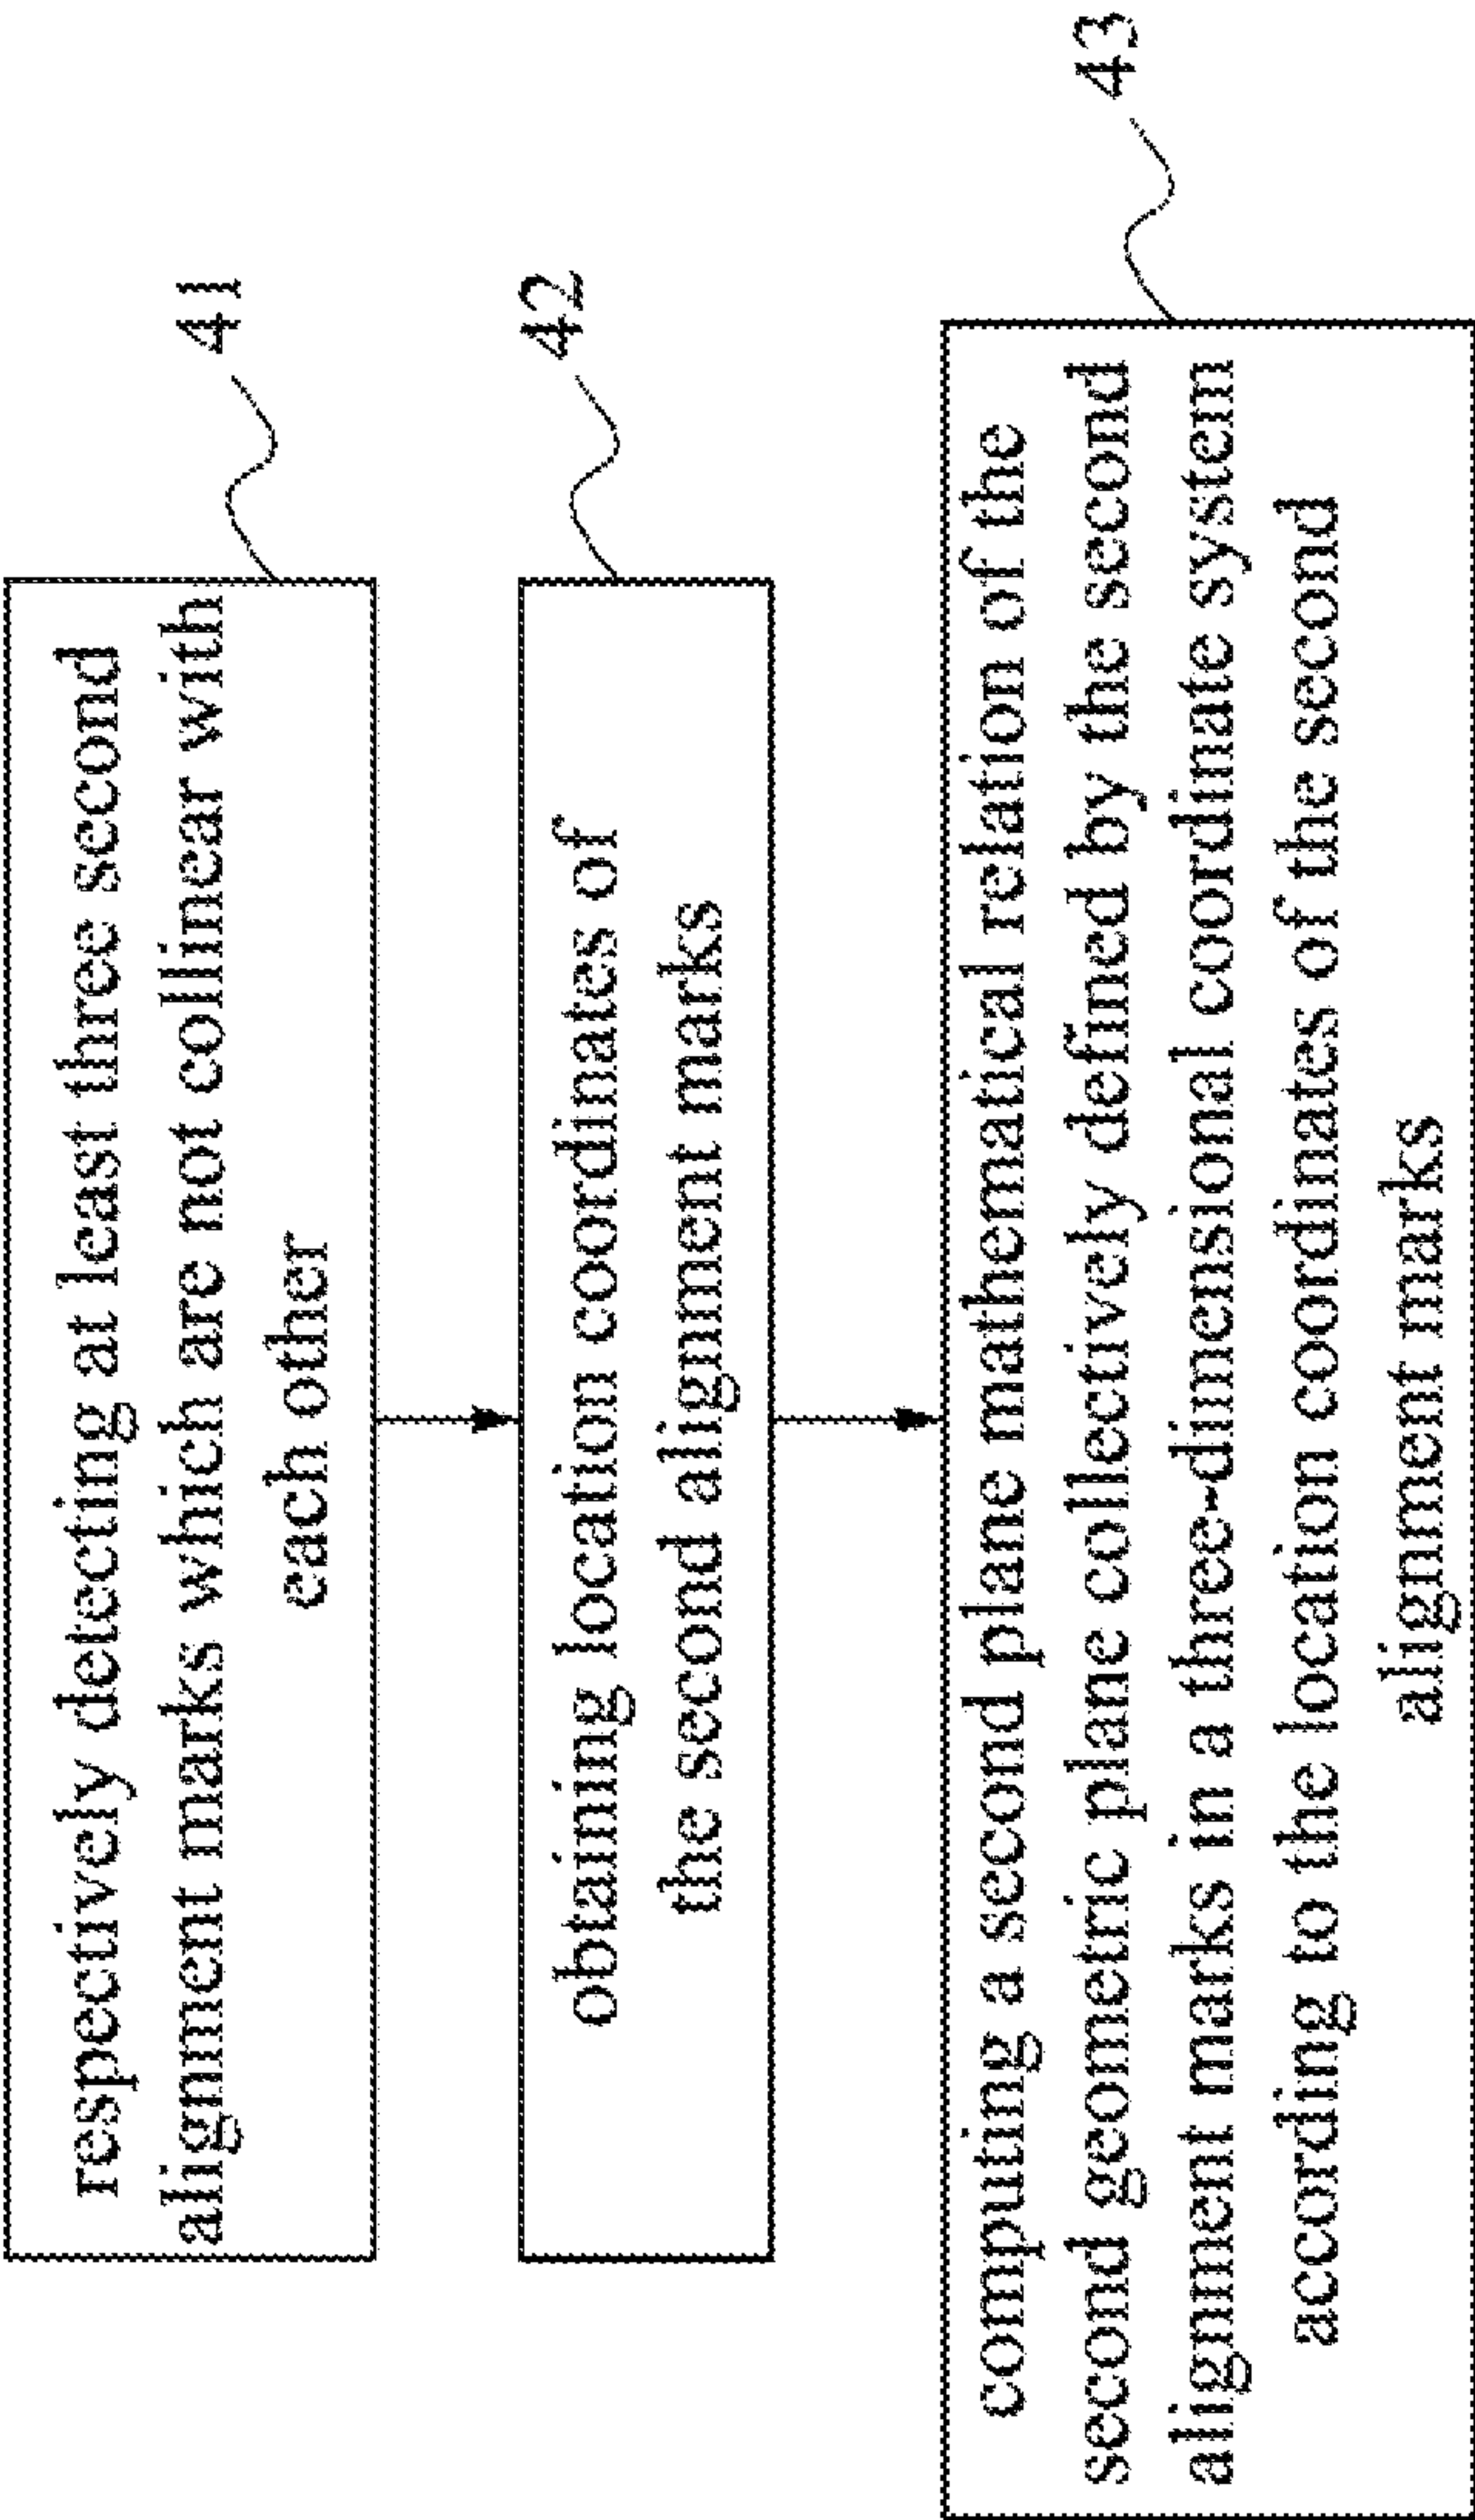 respectively detecting at least three second
alignment marks which are not collinear with
each other
41
obtaining location coordinates of
the second alignment marks
42
computing a second plane mathematical relation of the
second geometric plane collectively defined by the second
alignment marks in a three-dimensional coordinate system
according to the location coordinates of the second
alignment marks
43